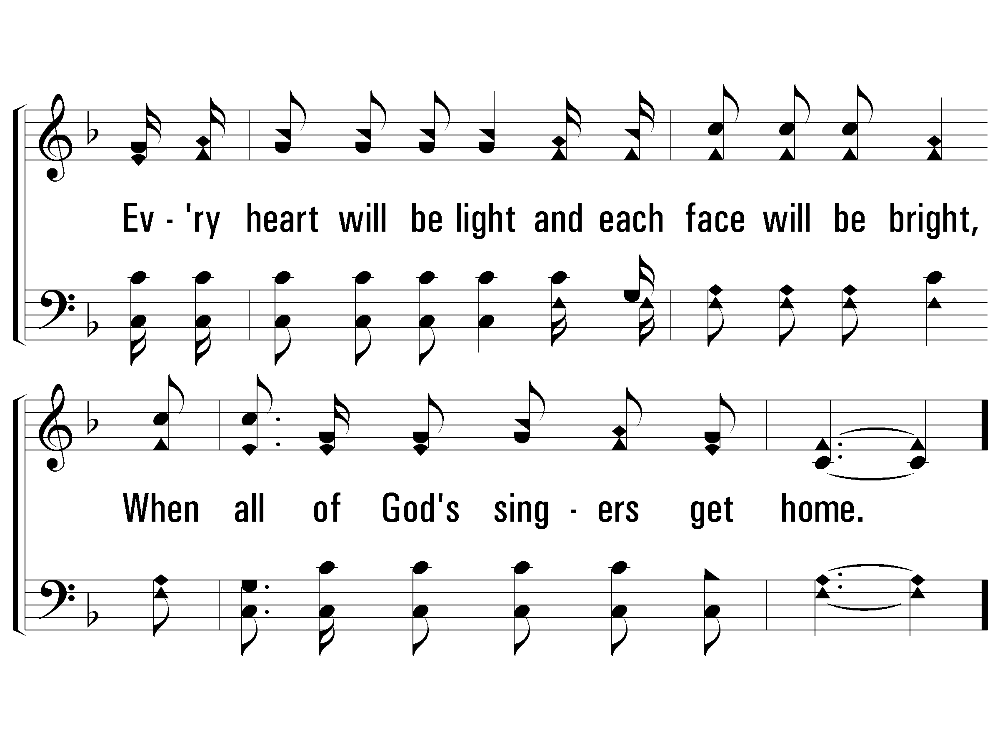 Ev - 'ry heart will be light and each face will be bright,
When all of God's sing - ers get home.